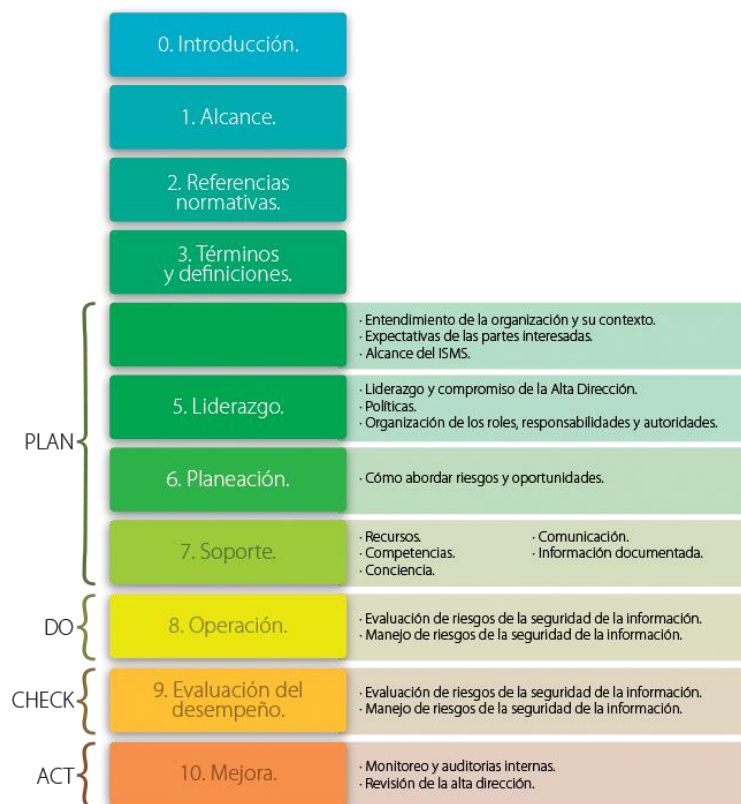 0. Introducción.
1. Alcance.
2. Referencias
normativas.
3. Términos
y definiciones.
PLAN
· Entendimiento de la organización y su contexto.
· Expectativas de las partes interesadas.
· Alcance del ISMS.
5. Liderazgo.
· Liderazgo y compromiso de la Alta Dirección.
· Políticas.
· Organización de los roles, responsabilidades y autoridades.
6. Planeación.
· Cómo abordar riesgos y oportunidades.
7. Soporte.
· Recursos.
· Competencias.
· Conciencia.
· Comunicación.
· Información documentada.
DO
8. Operación.
· Evaluación de riesgos de la seguridad de la información.
· Manejo de riesgos de la seguridad de la información.
CHECK
9. Evaluación del
desempeño.
· Evaluación de riesgos de la seguridad de la información.
· Manejo de riesgos de la seguridad de la información.
ACT
10. Mejora.
· Monitoreo y auditorias internas.
· Revisión de la alta dirección.